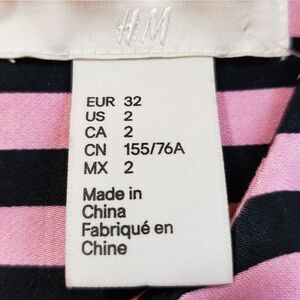 H&M
EUR 32
US 2
CA 2
CN 155/76A
MX 2
Made in
China
Fabriqué en
Chine